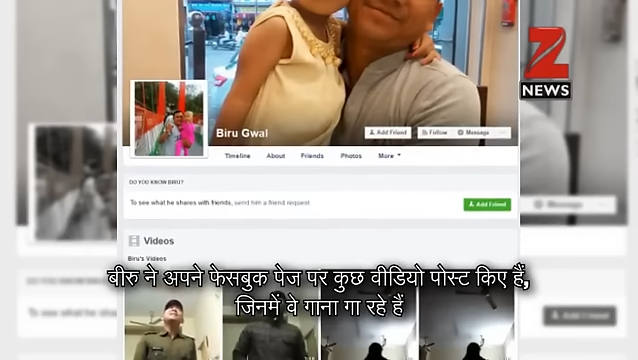 Z
NEWS
Biru Gwal
Add Friend
Follow
Message
Timeline About Friends Photos More
DO YOU KNOW BIRU?
To see what he shares with friends, send him a friend request
Add Friend
Videos
Biru's Videos
बीरु ने अपने फेसबुक पेज पर कुछ वीडियो पोस्ट किए हैं,
जिनमें वे गाना गा रहे हैं